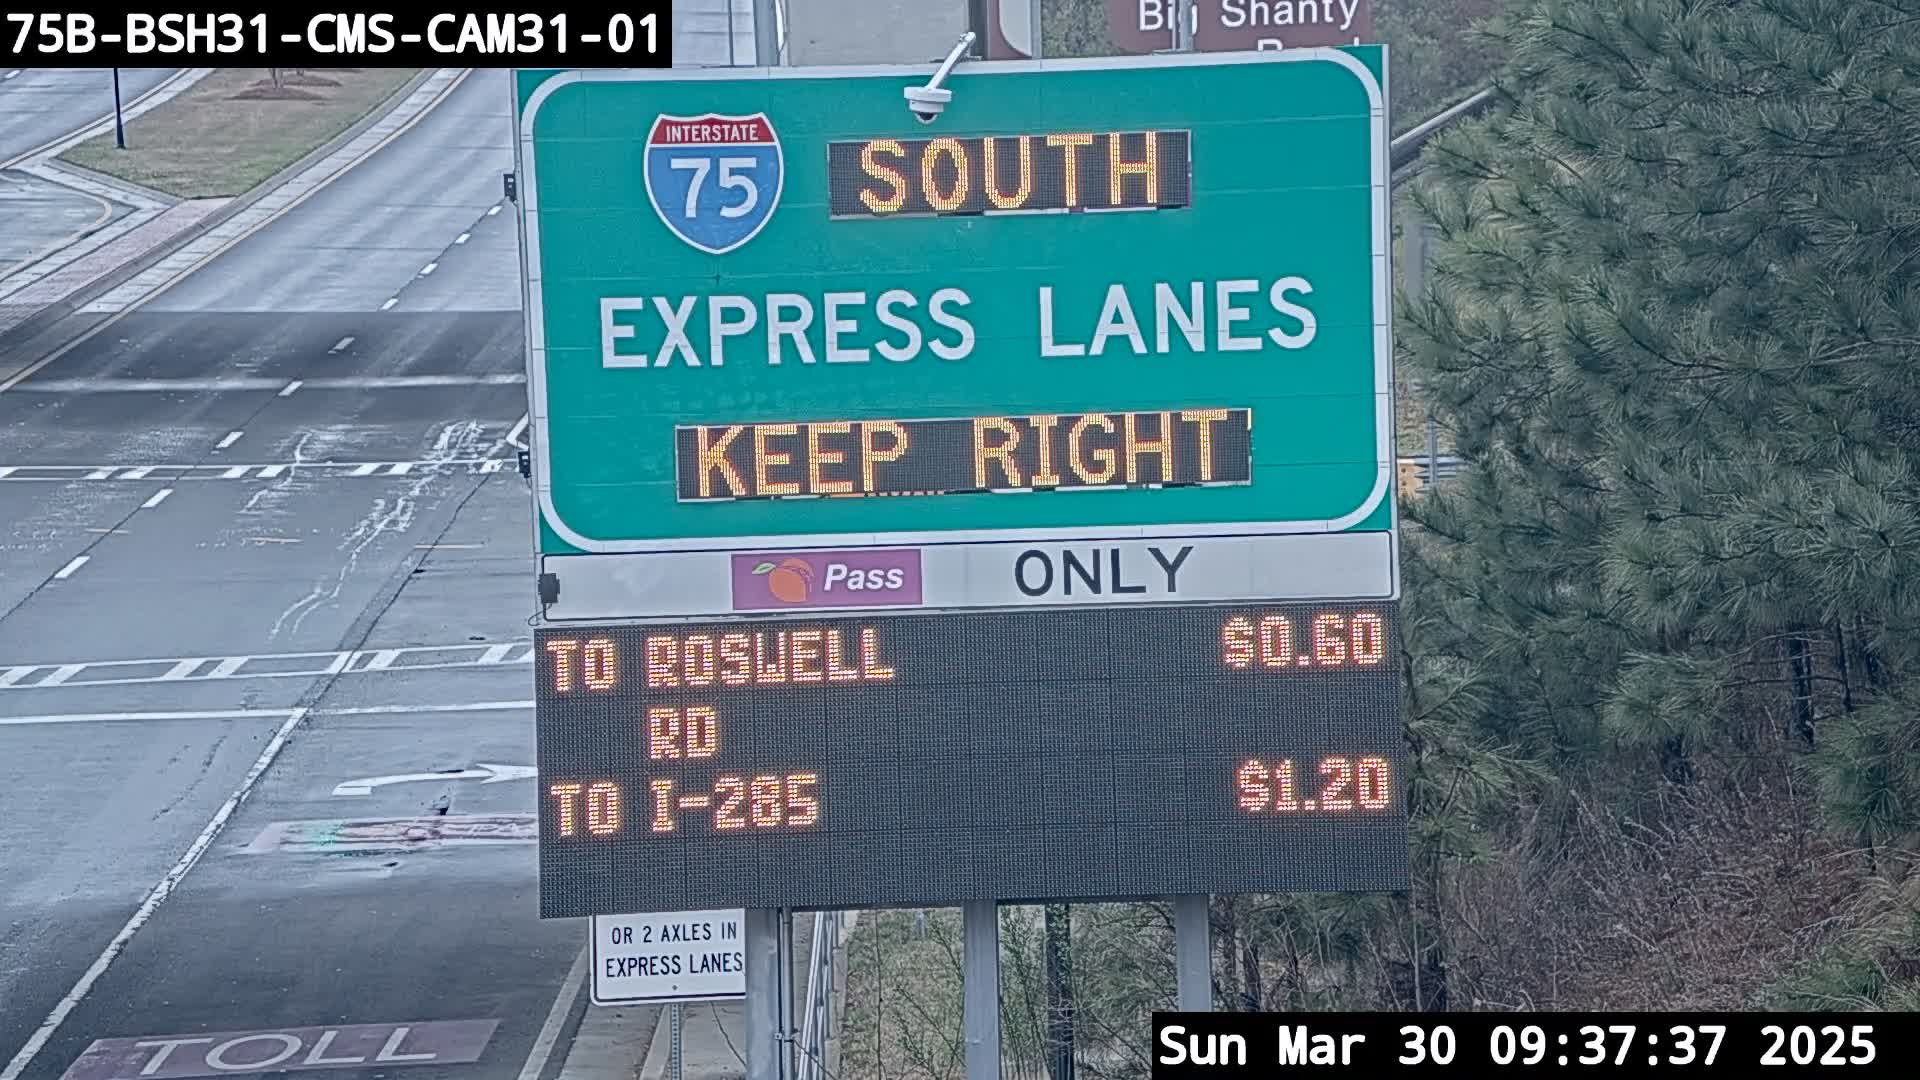 75B-BSH31-CMS-CAM31-01
Big Shanty
INTERSTATE
75
SOUTH
EXPRESS LANES
KEEP RIGHT
Pass
ONLY
TO ROSWELL $0.60
RD
TO I-285 $1.20
OR 2 AXLES IN
EXPRESS LANES
TOLL
Sun Mar 30 09:37:37 2025